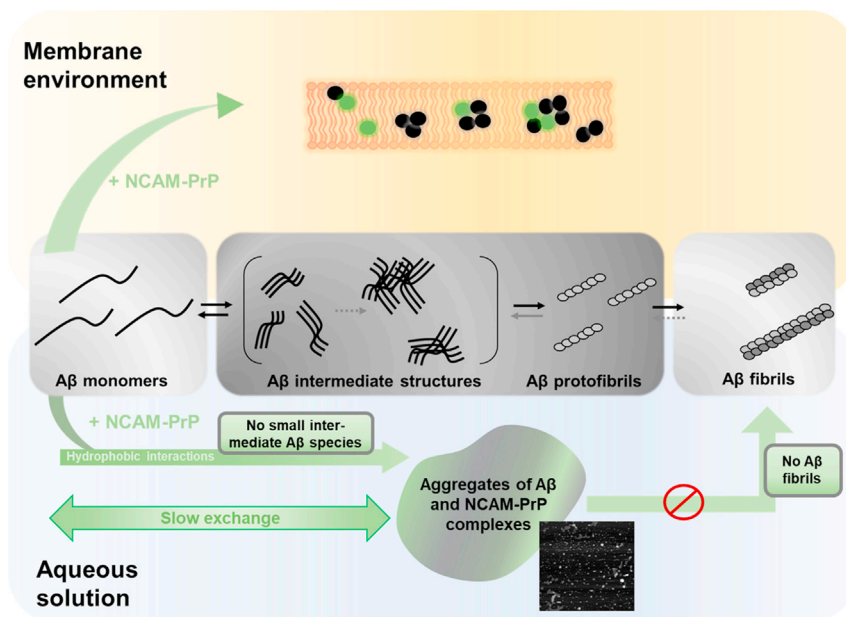 Membrane
environment
+ NCAM-PrP
Aβ monomers
Aβ intermediate structures
Aβ protofibrils
Aβ fibrils
+ NCAM-PrP
No small inter-
mediate Aβ species
Hydrophobic interactions
Aggregates of Aβ
and NCAM-PrP
complexes
No Aβ
fibrils
Slow exchange
Aqueous
solution